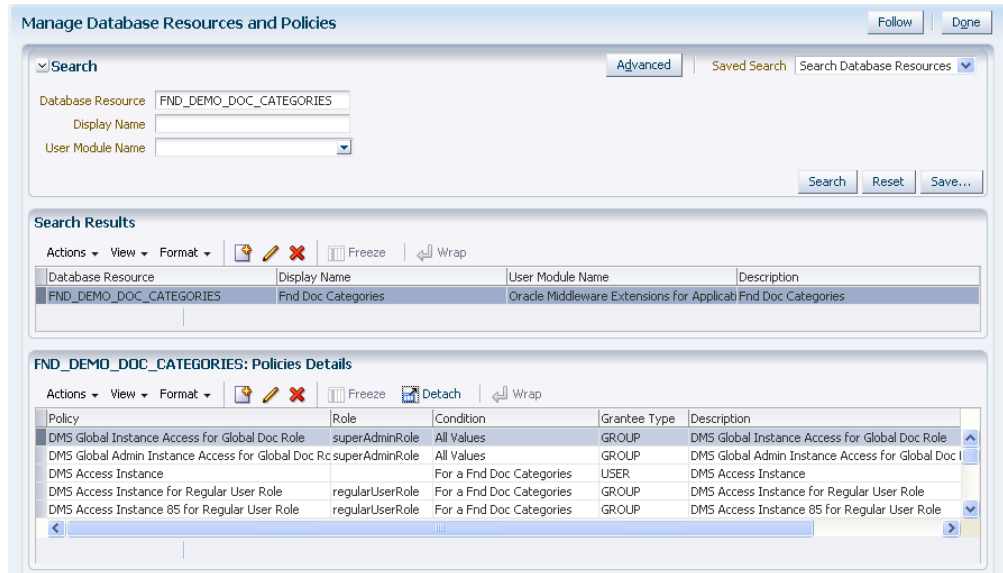 Manage Database Resources and Policies Follow Done
Search Advanced Saved Search Search Database Resources
Database Resource FND_DEMO_DOC_CATEGORIES
Display Name
User Module Name
Search Reset Save...
Search Results
Actions View Format Freeze Wrap
Database Resource Display Name User Module Name Description
FND_DEMO_DOC_CATEGORIES Fnd Doc Categories Oracle Middleware Extensions for Applicati Fnd Doc Categories
FND_DEMO_DOC_CATEGORIES: Policies Details
Actions View Format Freeze Detach Wrap
Policy Role Condition Grantee Type Description
DMS Global Instance Access for Global Doc Role superAdminRole All Values GROUP DMS Global Instance Access for Global Doc Role
DMS Global Admin Instance Access for Global Doc Ro superAdminRole All Values GROUP DMS Global Admin Instance Access for Global Doc
DMS Access Instance For a Fnd Doc Categories USER DMS Access Instance
DMS Access Instance for Regular User Role regularUserRole For a Fnd Doc Categories GROUP DMS Access Instance for Regular User Role
DMS Access Instance 85 for Regular User Role regularUserRole For a Fnd Doc Categories GROUP DMS Access Instance 85 for Regular User Role